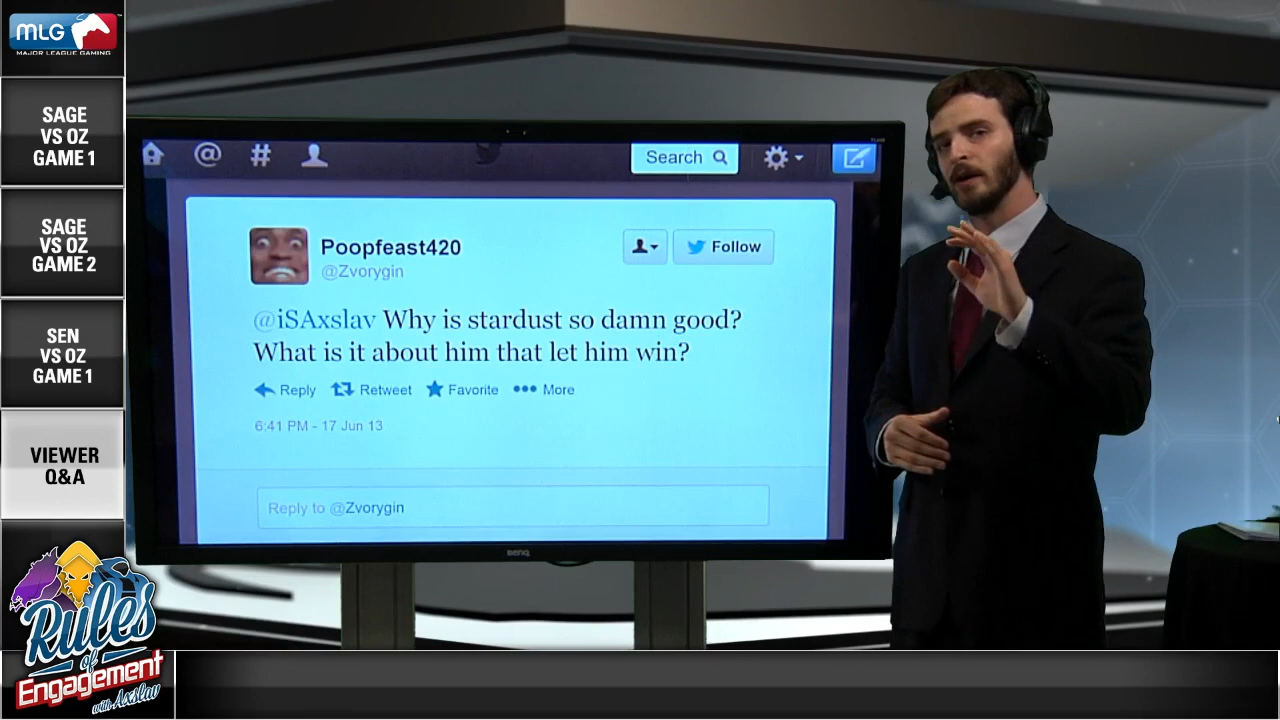 MLG
MAJOR LEAGUE GAMING
SAGE
VS OZ
GAME 1
SAGE
VS OZ
GAME 2
SEN
VS OZ
GAME 1
VIEWER
Q&A
Rules
of
Engagement
with Axslav
@
#
Search
Poopfeast420
@Zvorygin
Follow
@iSAxslav Why is stardust so damn good?
What is it about him that let him win?
Reply Retweet Favorite More
6:41 PM - 17 Jun 13
Reply to @Zvorygin
BenQ